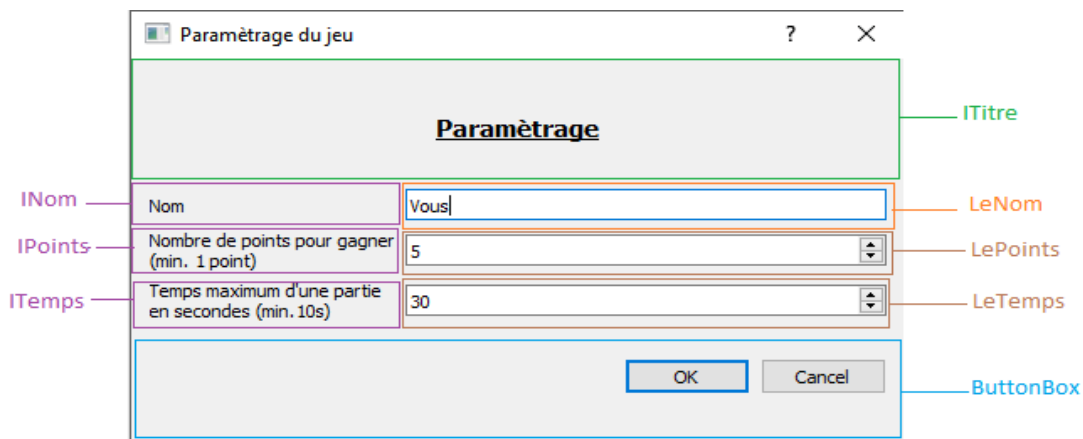 Paramètrage du jeu ?
lTitre
Paramètrage
lNom
Nom
Vous
LeNom
lPoints
Nombre de points pour gagner
(min. 1 point)
5
LePoints
lTemps
Temps maximum d'une partie
en secondes (min.10s)
30
LeTemps
OK
Cancel
ButtonBox